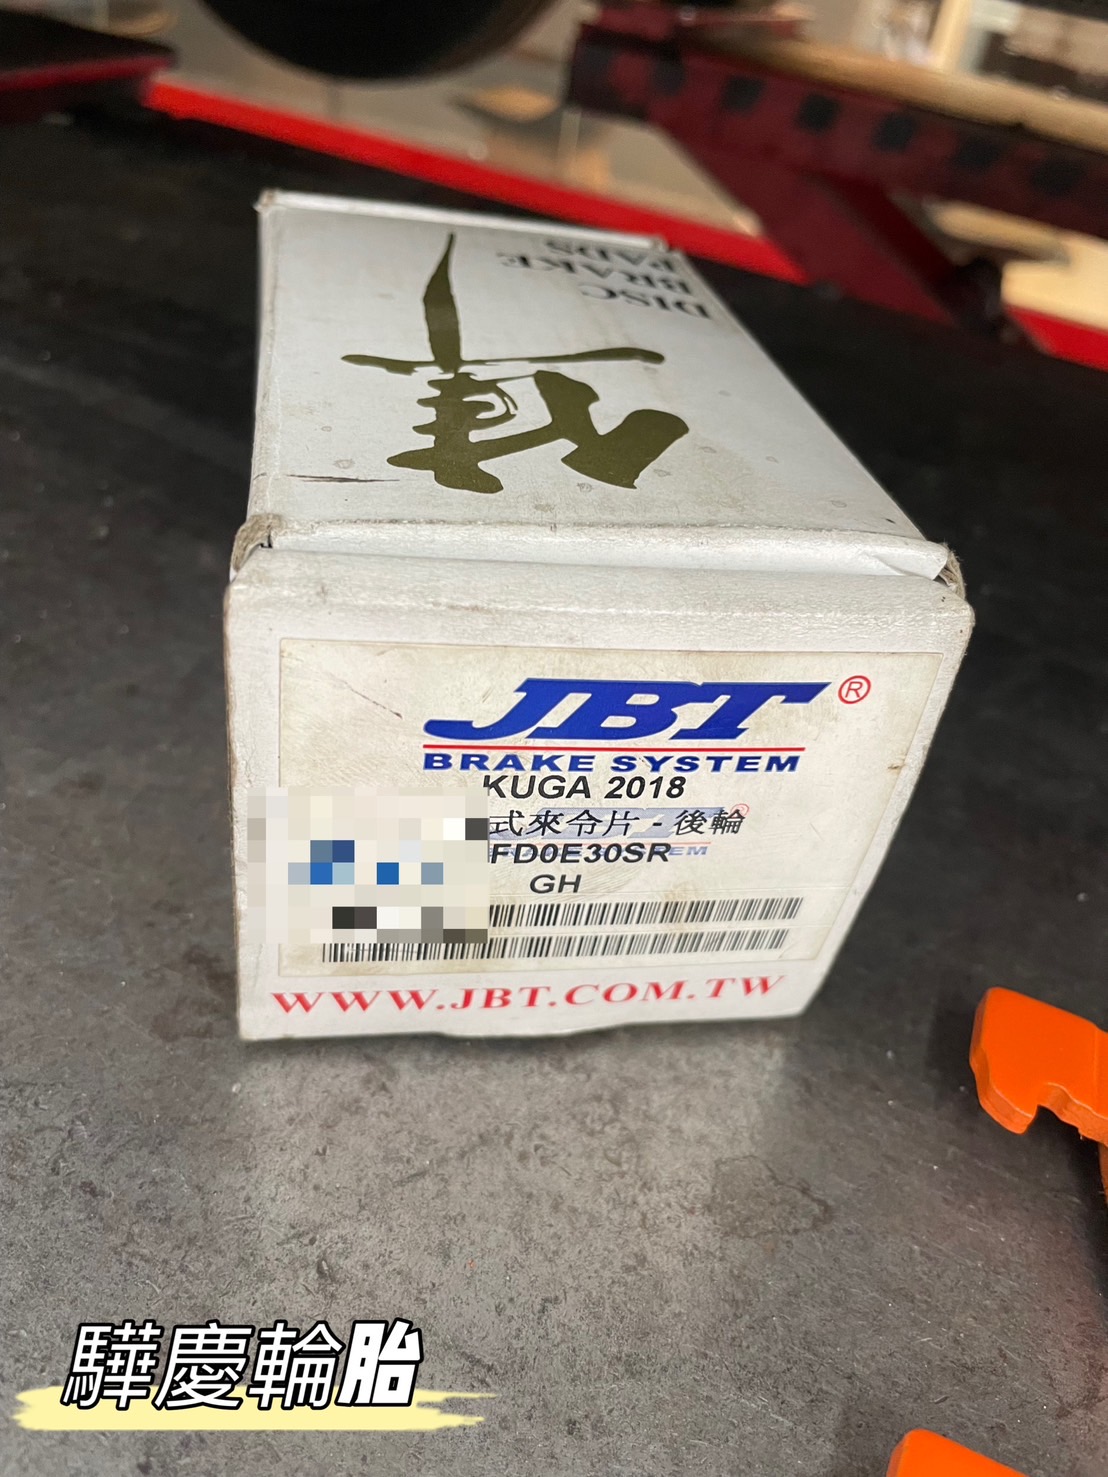 DISC
BRAKE
PADS
JBT®
BRAKE SYSTEM
KUGA 2018
式來令片 - 後輪
FD0E30SR
GH
WWW.JBT.COM.TW
驊慶輪胎